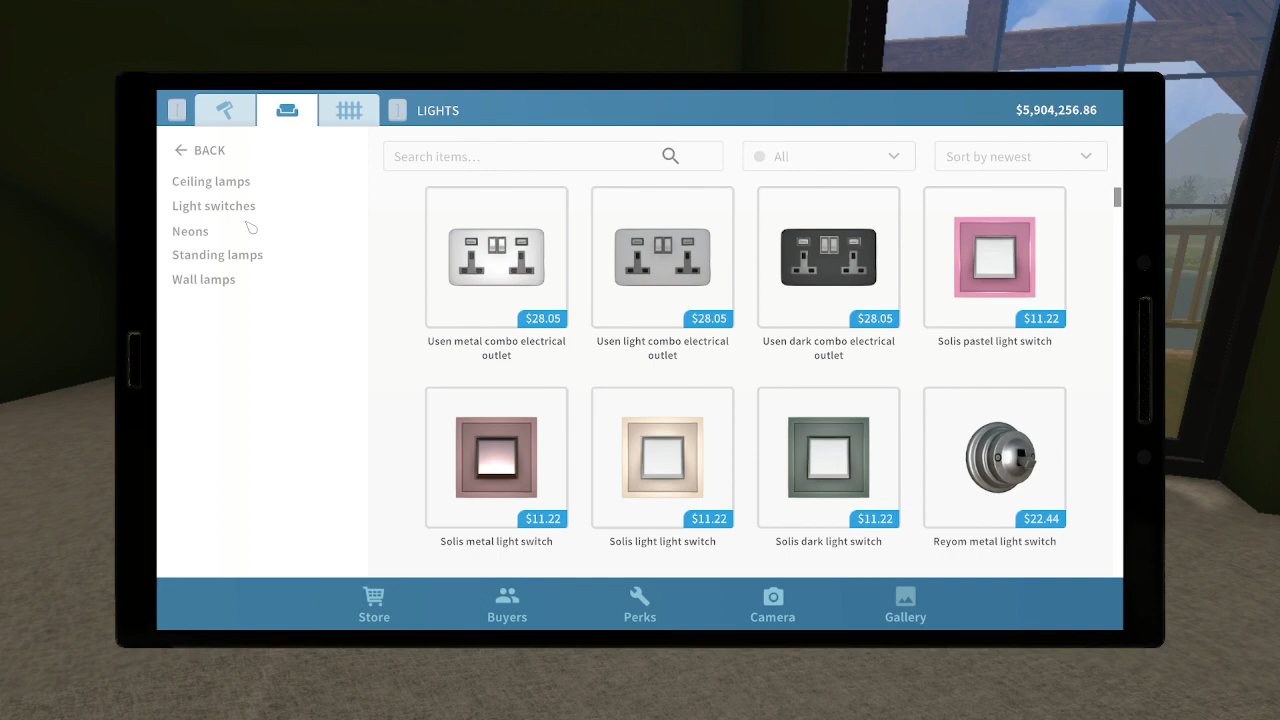 LIGHTS
$5,904,256.86
BACK
Ceiling lamps
Light switches
Neons
Standing lamps
Wall lamps
Search items...
All
Sort by newest
$28.05
$28.05
$28.05
$11.22
Usen metal combo electrical
outlet
Usen light combo electrical
outlet
Usen dark combo electrical
outlet
Solis pastel light switch
$11.22
$11.22
$11.22
$22.44
Solis metal light switch
Solis light light switch
Solis dark light switch
Reyom metal light switch
Store
Buyers
Perks
Camera
Gallery